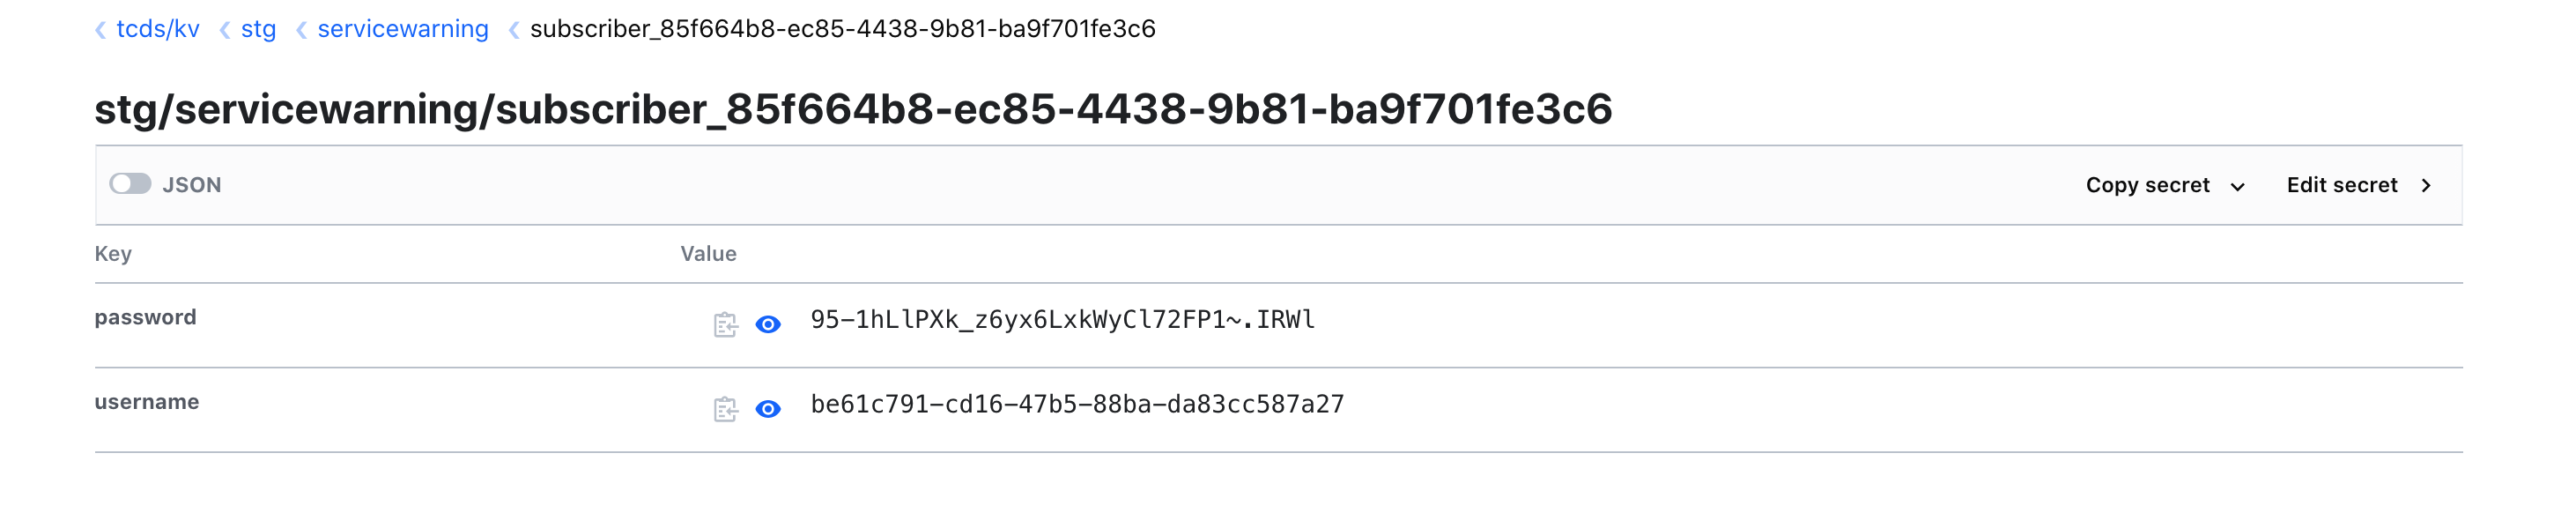 tcds/kv stg servicewarning subscriber_85f664b8-ec85-4438-9b81-ba9f701fe3c6
stg/servicewarning/subscriber_85f664b8-ec85-4438-9b81-ba9f701fe3c6
JSON Copy secret Edit secret
Key Value
password 95-1hLlPXk_z6yx6LxkWyCl72FP1~.IRWl
username be61c791-cd16-47b5-88ba-da83cc587a27